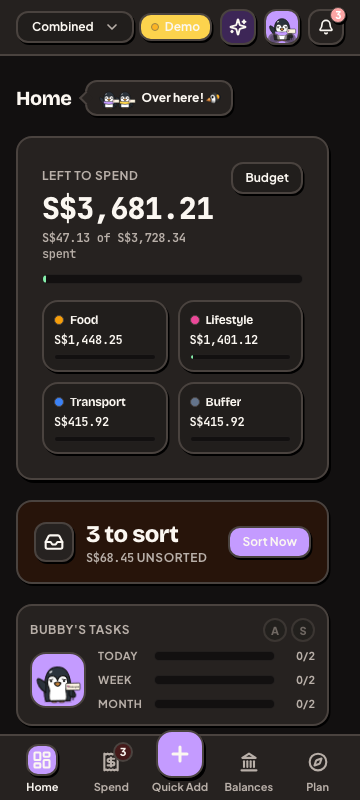 Combined
Demo
3
Home
Over here!
LEFT TO SPEND
Budget
S$3,681.21
S$47.13 of S$3,728.34
spent
Food
S$1,448.25
Lifestyle
S$1,401.12
Transport
S$415.92
Buffer
S$415.92
3 to sort
S$68.45 UNSORTED
Sort Now
BUBBY'S TASKS
A S
TODAY 0/2
WEEK 0/2
MONTH 0/2
3
Home Spend Quick Add Balances Plan